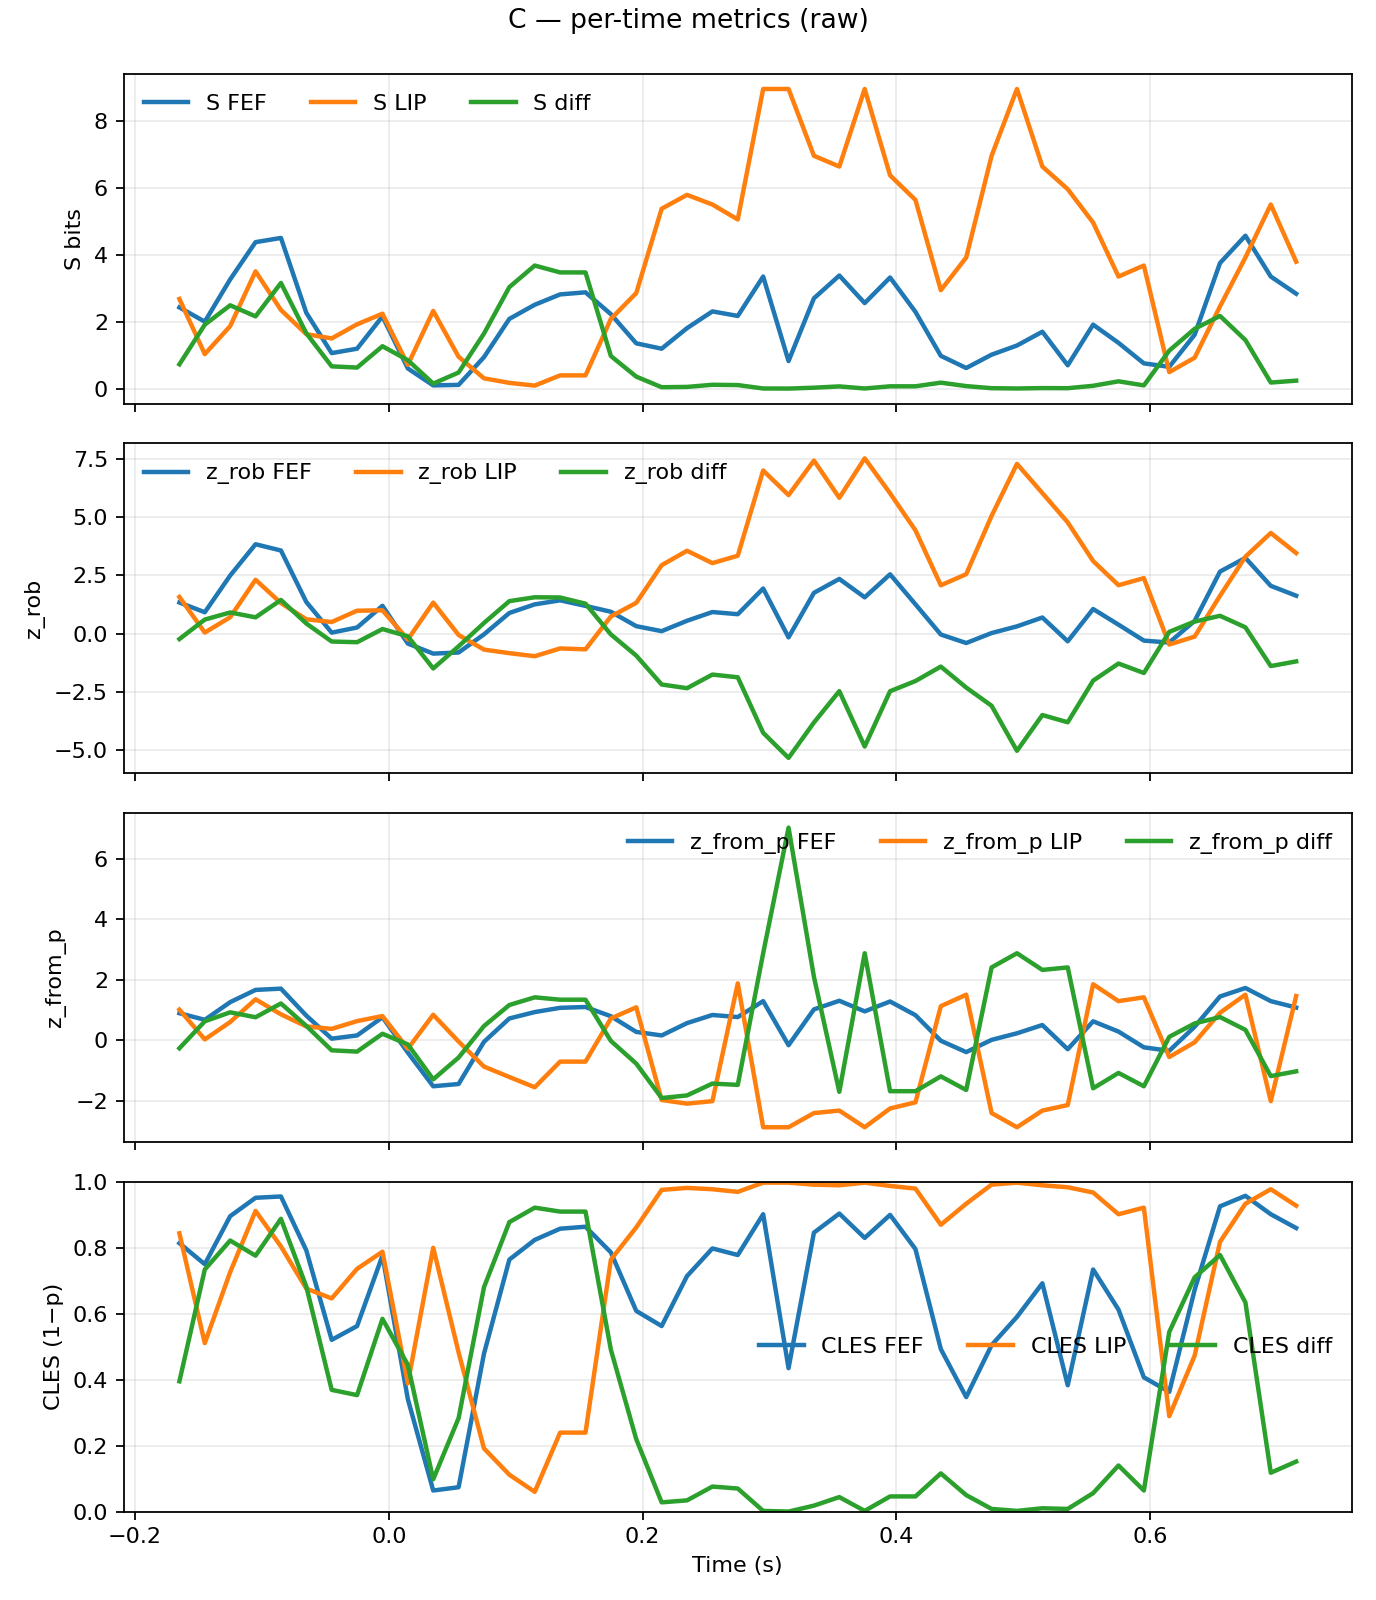 C — per-time metrics (raw)
S FEF S LIP S diff
S bits
8
6
4
2
0
z_rob FEF z_rob LIP z_rob diff
z_rob
7.5
5.0
2.5
0.0
−2.5
−5.0
z_from_p FEF z_from_p LIP z_from_p diff
z_from_p
6
4
2
0
−2
CLES (1−p)
1.0
0.8
0.6
CLES FEF CLES LIP CLES diff
0.4
0.2
0.0
−0.2 0.0 0.2 0.4 0.6
Time (s)